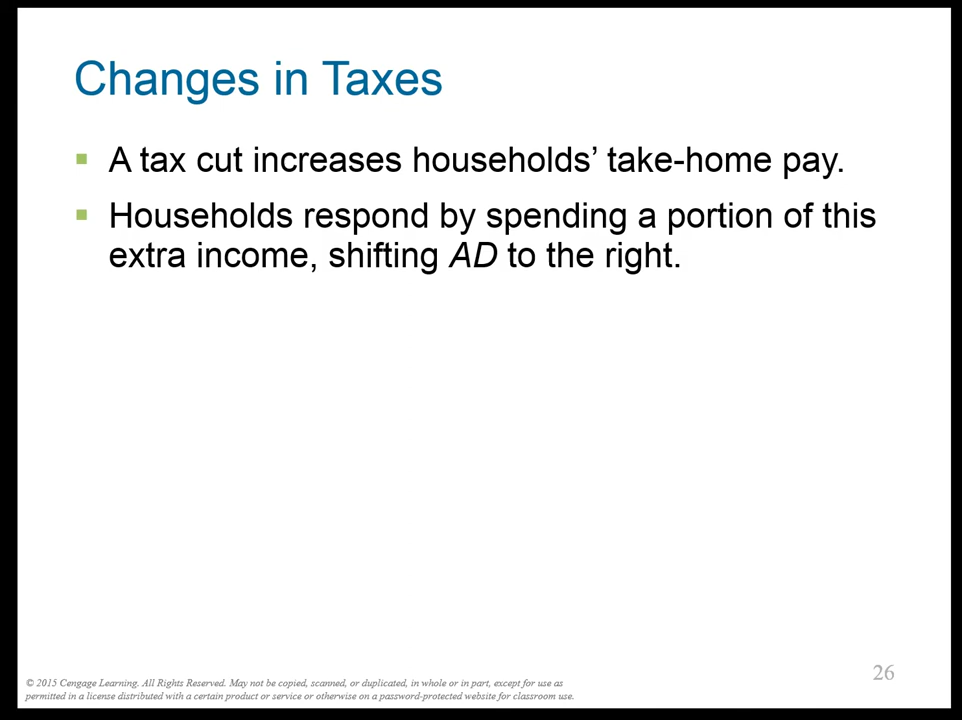 Changes in Taxes
A tax cut increases households’ take-home pay.
Households respond by spending a portion of this
extra income, shifting AD to the right.
26
© 2015 Cengage Learning. All Rights Reserved. May not be copied, scanned, or duplicated, in whole or in part, except for use as
permitted in a license distributed with a certain product or service or otherwise on a password-protected website for classroom use.